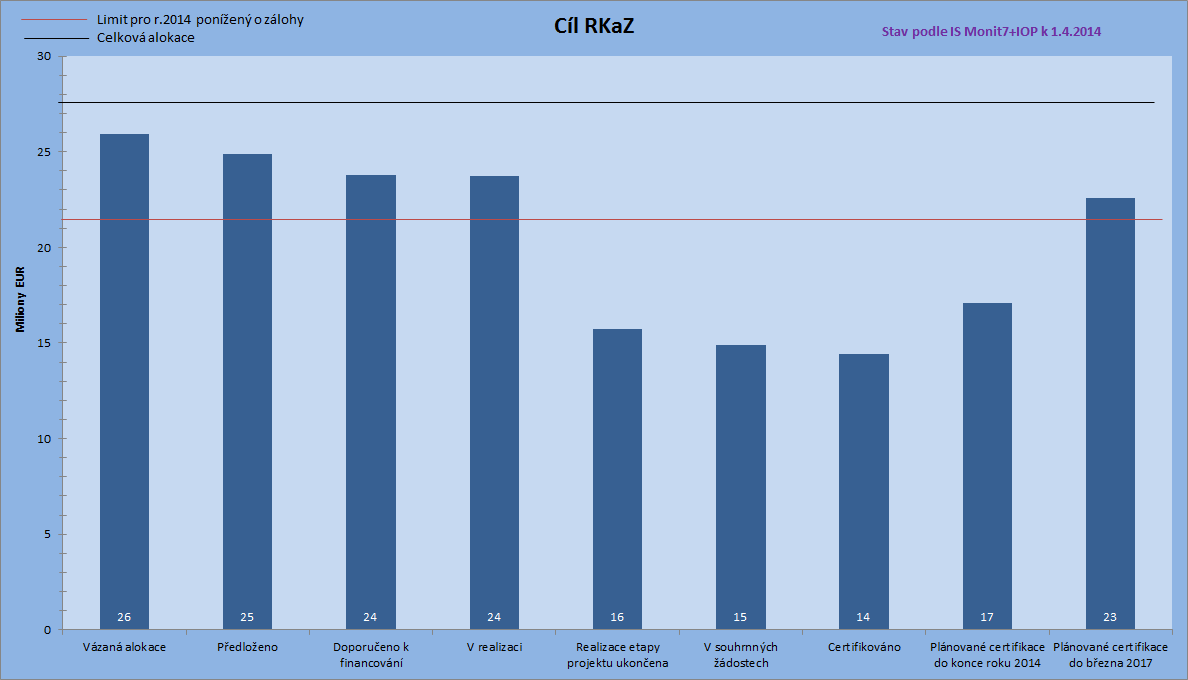 Limit pro r.2014 ponížený o zálohy
Celková alokace
Cíl RKaZ
Stav podle IS Monit7+IOP k 1.4.2014
Miliony EUR
30
25
20
15
10
5
0
26
25
24
24
16
15
14
17
23
Vázaná alokace
Předloženo
Doporučeno k
financování
V realizaci
Realizace etapy
projektu ukončena
V souhrnných
žádostech
Certifikováno
Plánované certifikace
do konce roku 2014
Plánované certifikace
do března 2017